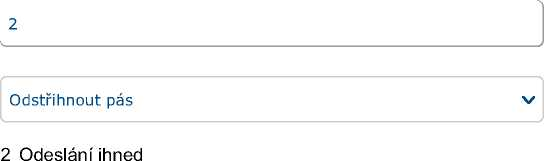 2
Odstřihnout pás
2 Odeslání ihned